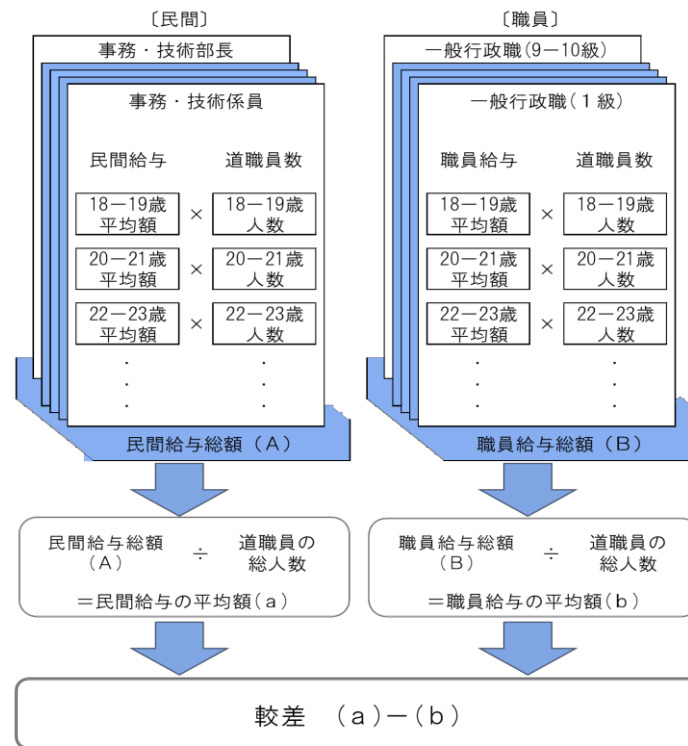 〔民間〕
事務・技術部長
事務・技術係員
民間給与 道職員数
18－19歳 平均額 × 18－19歳 人数
20－21歳 平均額 × 20－21歳 人数
22－23歳 平均額 × 22－23歳 人数
・ ・
・ ・
・ ・
民間給与総額（A）
民間給与総額（A） ÷ 道職員の総人数
＝民間給与の平均額（a）
〔職員〕
一般行政職（9－10級）
一般行政職（1級）
職員給与 道職員数
18－19歳 平均額 × 18－19歳 人数
20－21歳 平均額 × 20－21歳 人数
22－23歳 平均額 × 22－23歳 人数
・ ・
・ ・
・ ・
職員給与総額（B）
職員給与総額（B） ÷ 道職員の総人数
＝職員給与の平均額（b）
較差 （a）－（b）